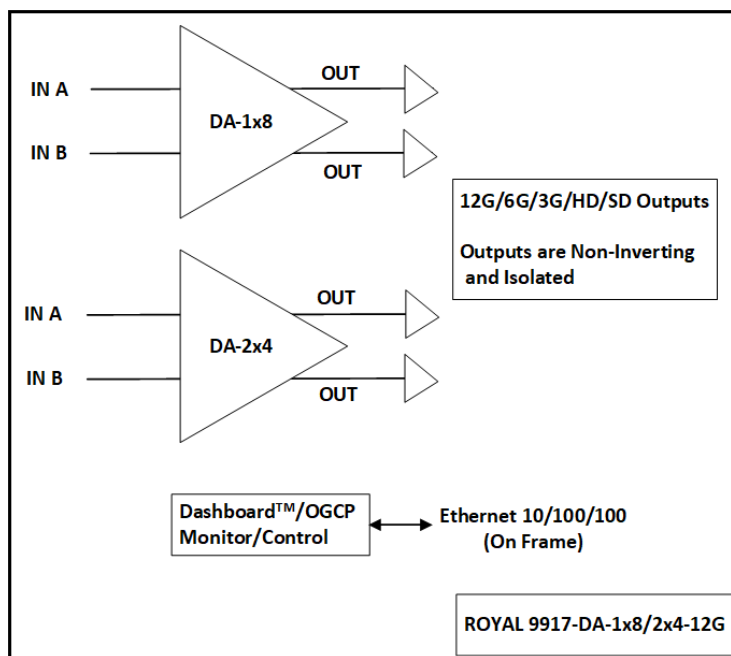 OUT
IN A
DA-1x8
IN B
OUT
12G/6G/3G/HD/SD Outputs
Outputs are Non-Inverting
and Isolated
OUT
IN A
DA-2x4
IN B
OUT
Dashboard™/OGCP
Monitor/Control
Ethernet 10/100/100
(On Frame)
ROYAL 9917-DA-1x8/2x4-12G